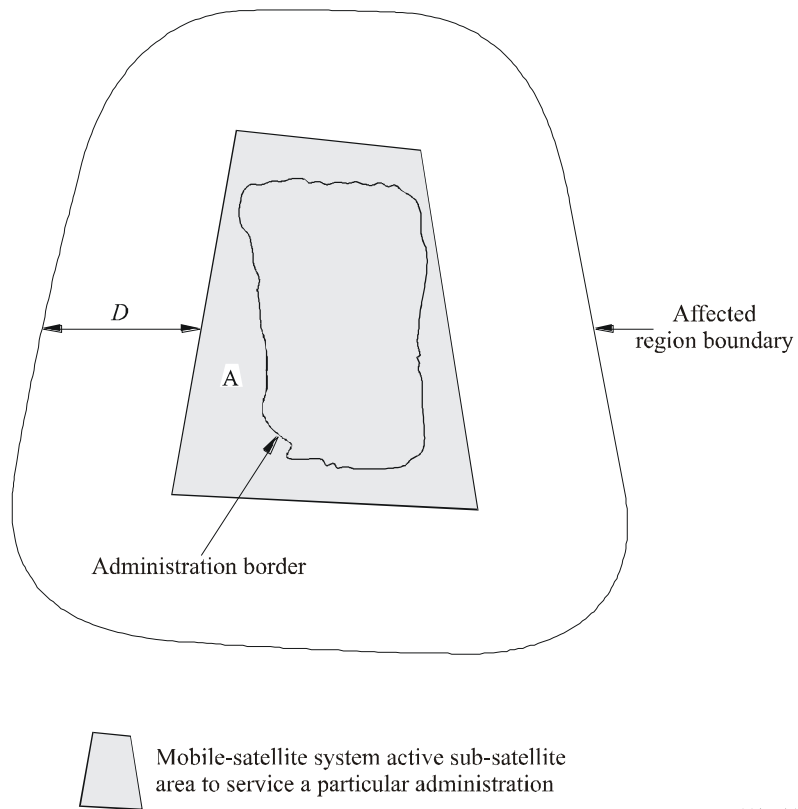 D
Affected
region boundary
A
Administration border
Mobile-satellite system active sub-satellite
area to service a particular administration